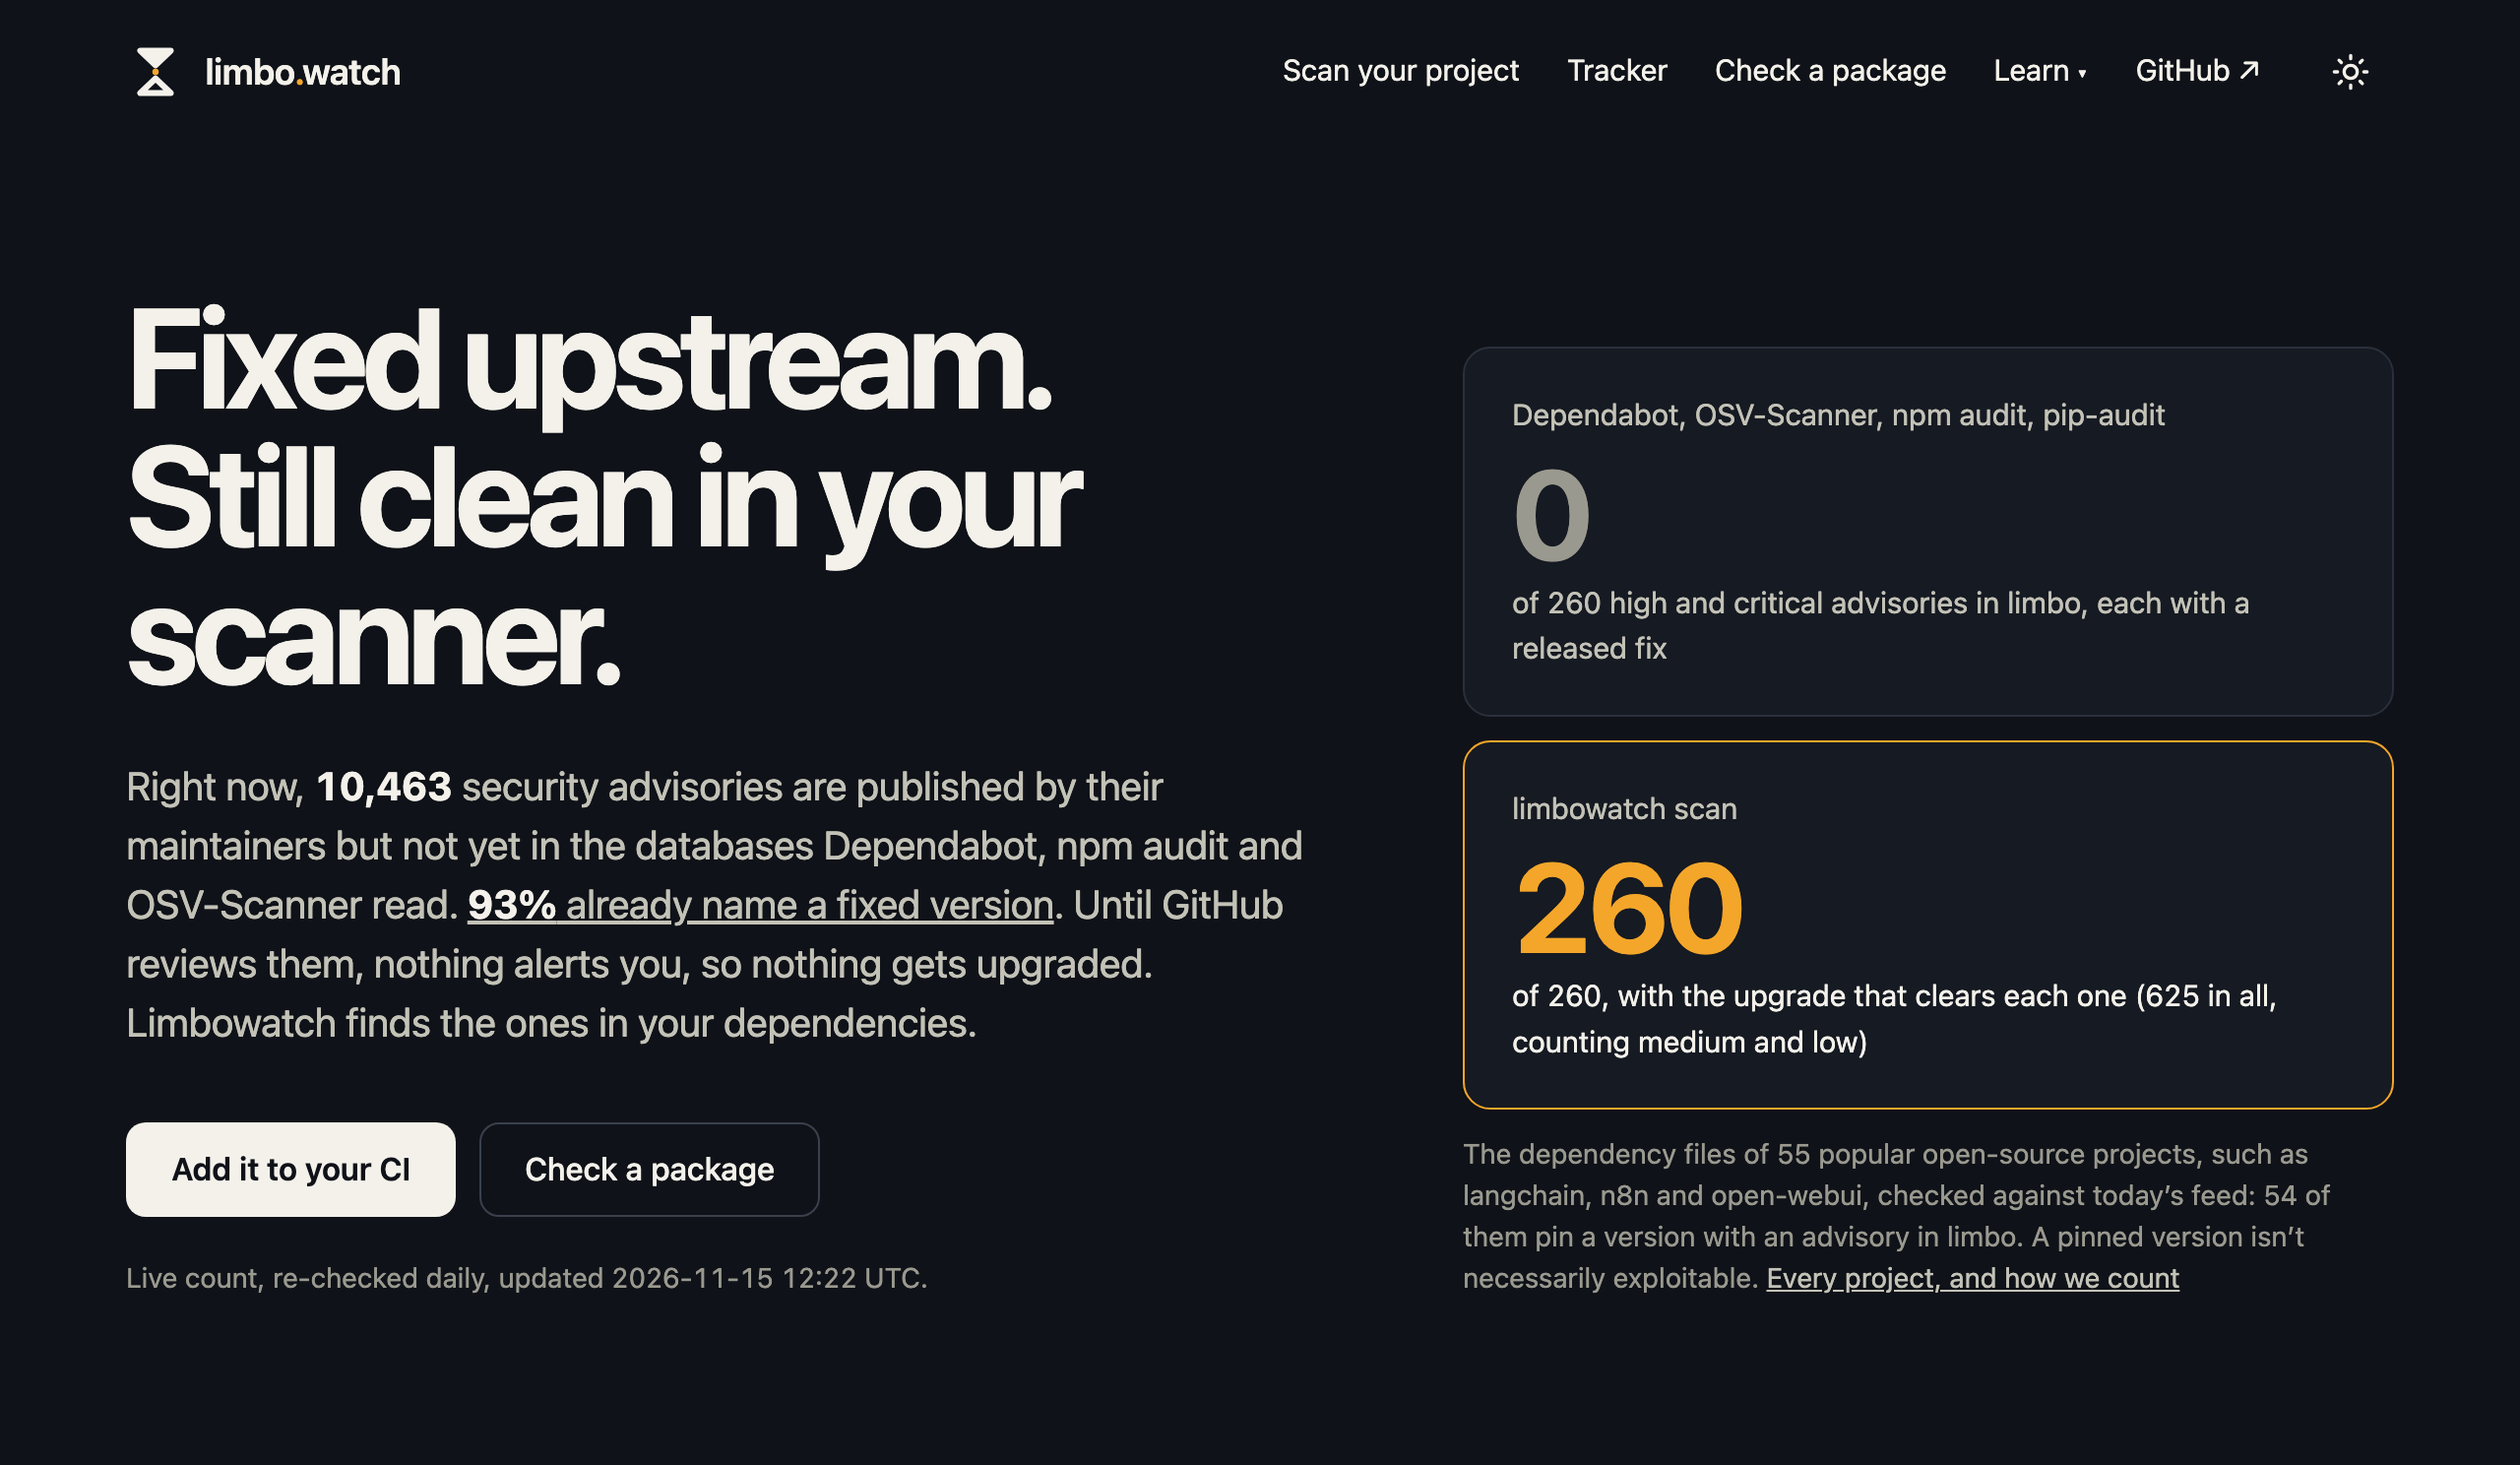 limbo.watch
Scan your project
Tracker
Check a package
Learn ▾
GitHub ↗
Fixed upstream.
Still clean in your
scanner.
Right now, 10,463 security advisories are published by their
maintainers but not yet in the databases Dependabot, npm audit and
OSV-Scanner read. 93% already name a fixed version. Until GitHub
reviews them, nothing alerts you, so nothing gets upgraded.
Limbowatch finds the ones in your dependencies.
Add it to your CI
Check a package
Live count, re-checked daily, updated 2026-11-15 12:22 UTC.
Dependabot, OSV-Scanner, npm audit, pip-audit
0
of 260 high and critical advisories in limbo, each with a
released fix
limbowatch scan
260
of 260, with the upgrade that clears each one (625 in all,
counting medium and low)
The dependency files of 55 popular open-source projects, such as
langchain, n8n and open-webui, checked against today’s feed: 54 of
them pin a version with an advisory in limbo. A pinned version isn’t
necessarily exploitable. Every project, and how we count